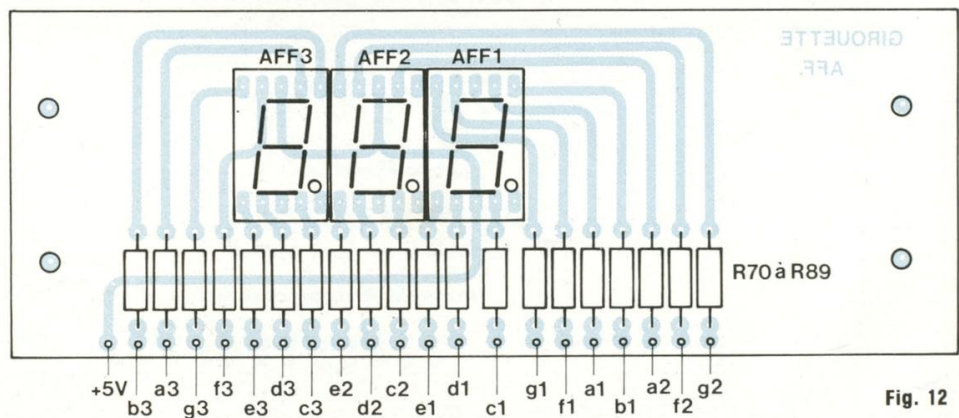 GIROUETTE
AFF.
AFF3 AFF2 AFF1
R70 à R89
+5V a3 f3 d3 e2 c2 d1 g1 a1 a2 g2
b3 g3 e3 c3 d2 e1 c1 f1 b1 f2
Fig. 12